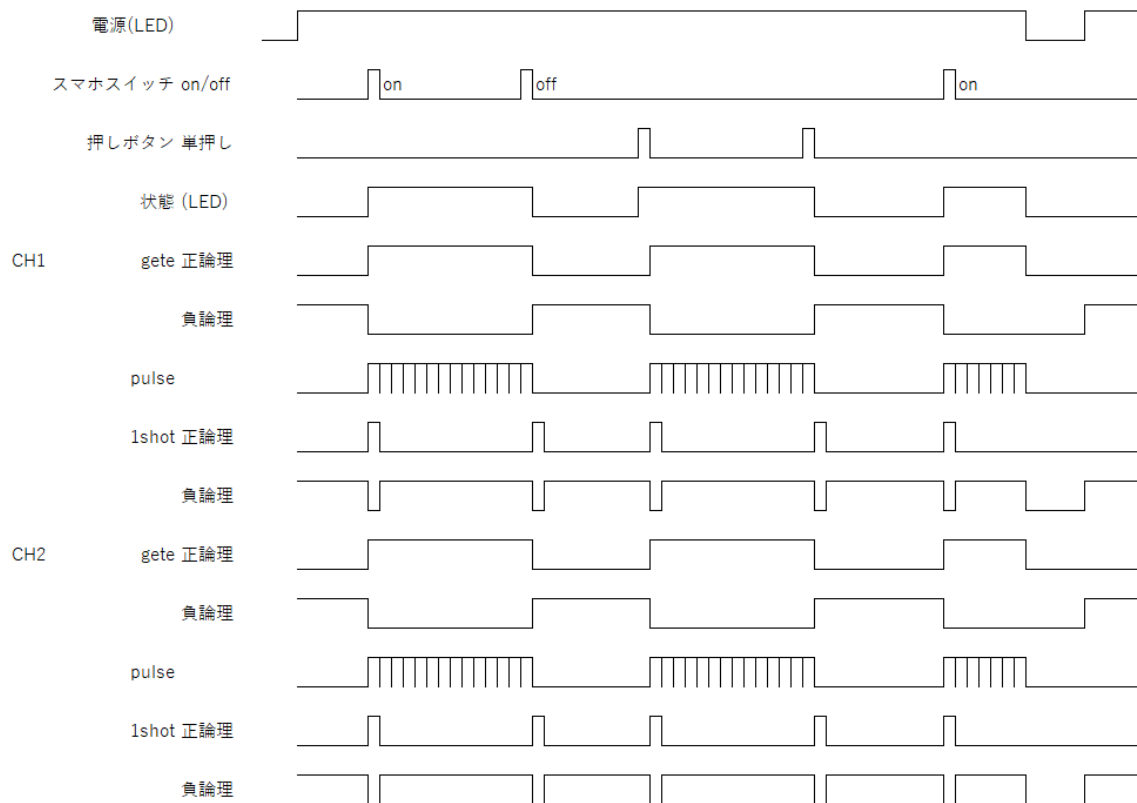 電源(LED)
スマホスイッチ on/off
on
off
on
押しボタン 単押し
状態 (LED)
CH1 gete 正論理
負論理
pulse
1shot 正論理
負論理
CH2 gete 正論理
負論理
pulse
1shot 正論理
負論理